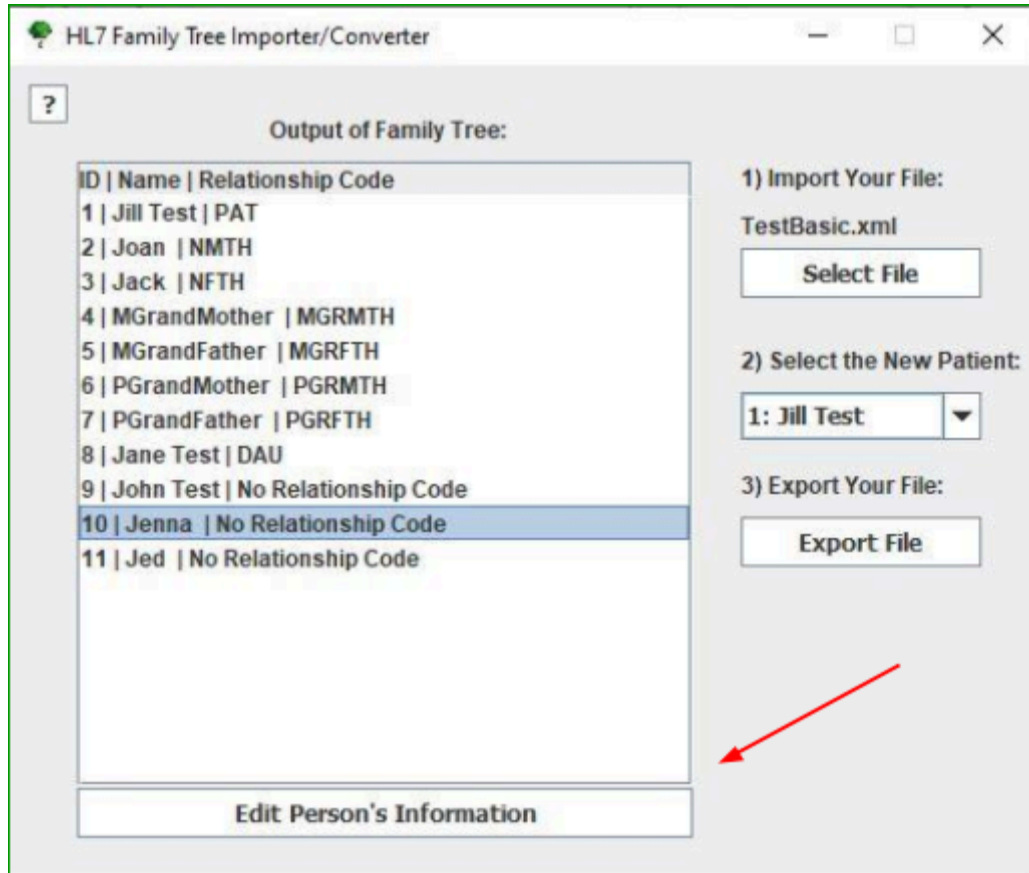 HL7 Family Tree Importer/Converter
?
Output of Family Tree:
ID | Name | Relationship Code
1 | Jill Test | PAT
2 | Joan | NMTH
3 | Jack | NFTH
4 | MGrandMother | MGRMTH
5 | MGrandFather | MGRFTH
6 | PGrandMother | PGRMTH
7 | PGrandFather | PGRFTH
8 | Jane Test | DAU
9 | John Test | No Relationship Code
10 | Jenna | No Relationship Code
11 | Jed | No Relationship Code
Edit Person's Information
1) Import Your File:
TestBasic.xml
Select File
2) Select the New Patient:
1: Jill Test
3) Export Your File:
Export File